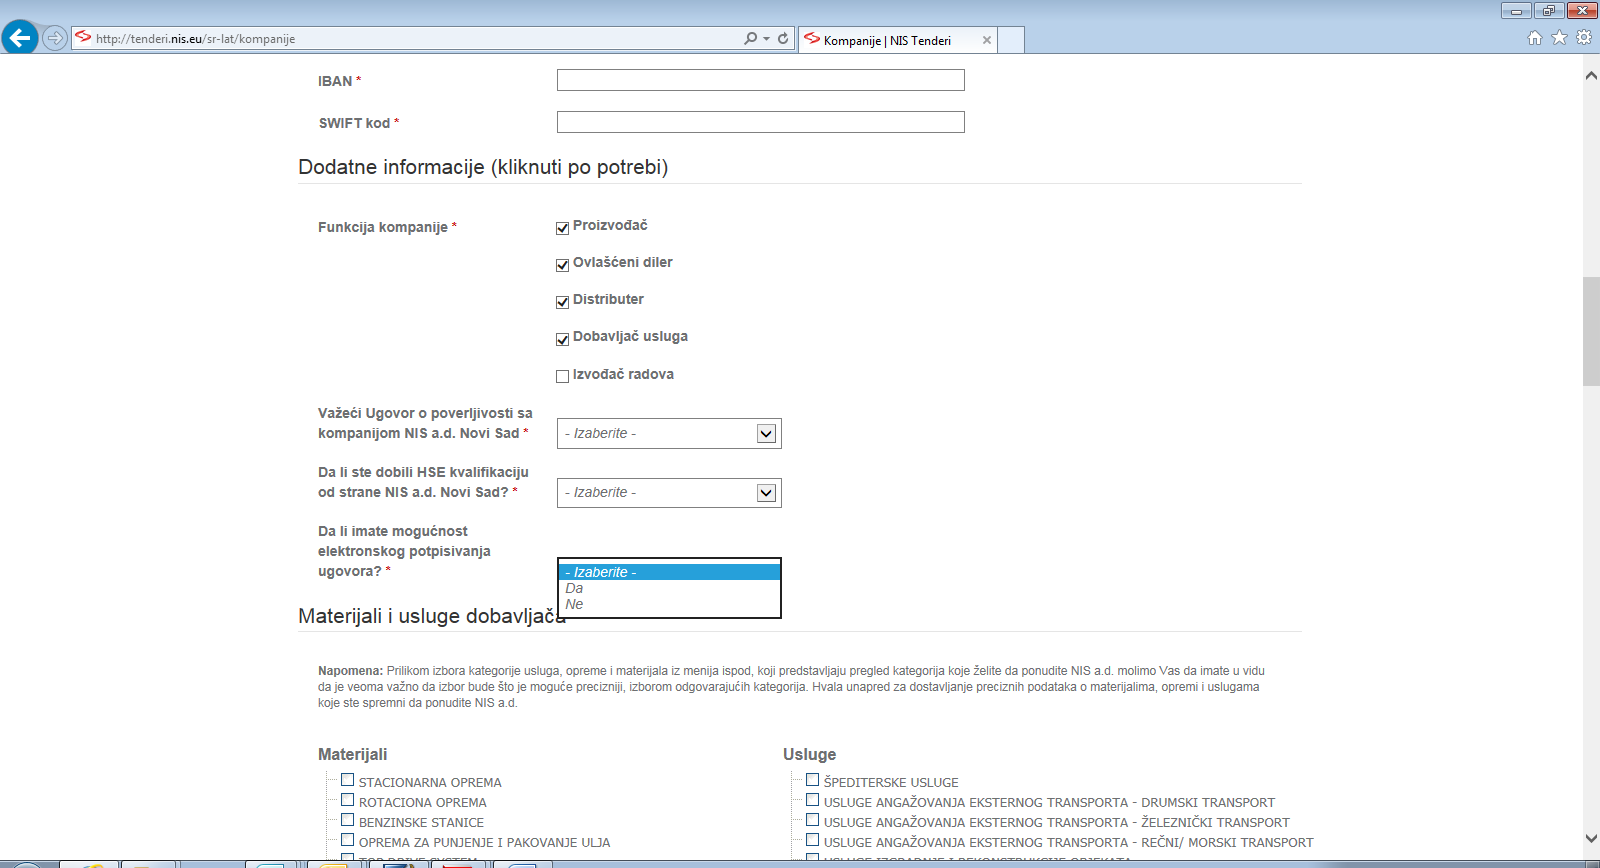 http://tenderi.nis.eu/sr-lat/kompanije
Kompanije | NIS Tenderi
IBAN *
SWIFT kod *
Dodatne informacije (kliknuti po potrebi)
Funkcija kompanije *
Proizvođač
Ovlašćeni diler
Distributer
Dobavljač usluga
Izvođač radova
Važeći Ugovor o poverljivosti sa
kompanijom NIS a.d. Novi Sad *
- Izaberite -
Da li ste dobili HSE kvalifikaciju
od strane NIS a.d. Novi Sad? *
- Izaberite -
Da li imate mogućnost
elektronskog potpisivanja
ugovora? *
- Izaberite -
Da
Ne
Materijali i usluge dobavljača
Napomena: Prilikom izbora kategorije usluga, opreme i materijala iz menija ispod, koji predstavljaju pregled kategorija koje želite da ponudite NIS a.d. molimo Vas da imate u vidu
da je veoma važno da izbor bude što je moguće precizniji, izborom odgovarajućih kategorija. Hvala unapred za dostavljanje preciznih podataka o materijalima, opremi i uslugama
koje ste spremni da ponudite NIS a.d.
Materijali
STACIONARNA OPREMA
ROTACIONA OPREMA
BENZINSKE STANICE
OPREMA ZA PUNJENJE I PAKOVANJE ULJA
TOP DRIVE SYSTEM
Usluge
ŠPEDITERSKE USLUGE
USLUGE ANGAŽOVANJA EKSTERNOG TRANSPORTA - DRUMSKI TRANSPORT
USLUGE ANGAŽOVANJA EKSTERNOG TRANSPORTA - ŽELEZNIČKI TRANSPORT
USLUGE ANGAŽOVANJA EKSTERNOG TRANSPORTA - REČNI/ MORSKI TRANSPORT
USLUGE IZGRADNJE I REKONSTRUKCIJE OBJEKATA